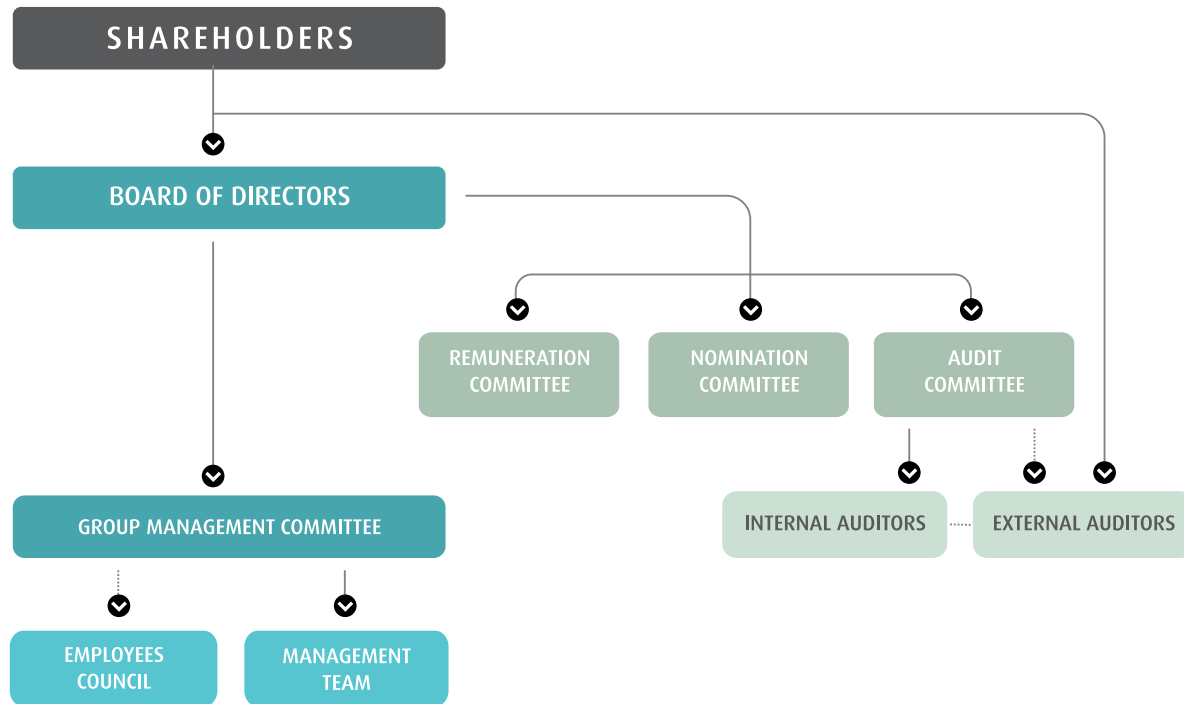 SHAREHOLDERS
BOARD OF DIRECTORS
REMUNERATION
COMMITTEE
NOMINATION
COMMITTEE
AUDIT
COMMITTEE
GROUP MANAGEMENT COMMITTEE
INTERNAL AUDITORS
EXTERNAL AUDITORS
EMPLOYEES
COUNCIL
MANAGEMENT
TEAM